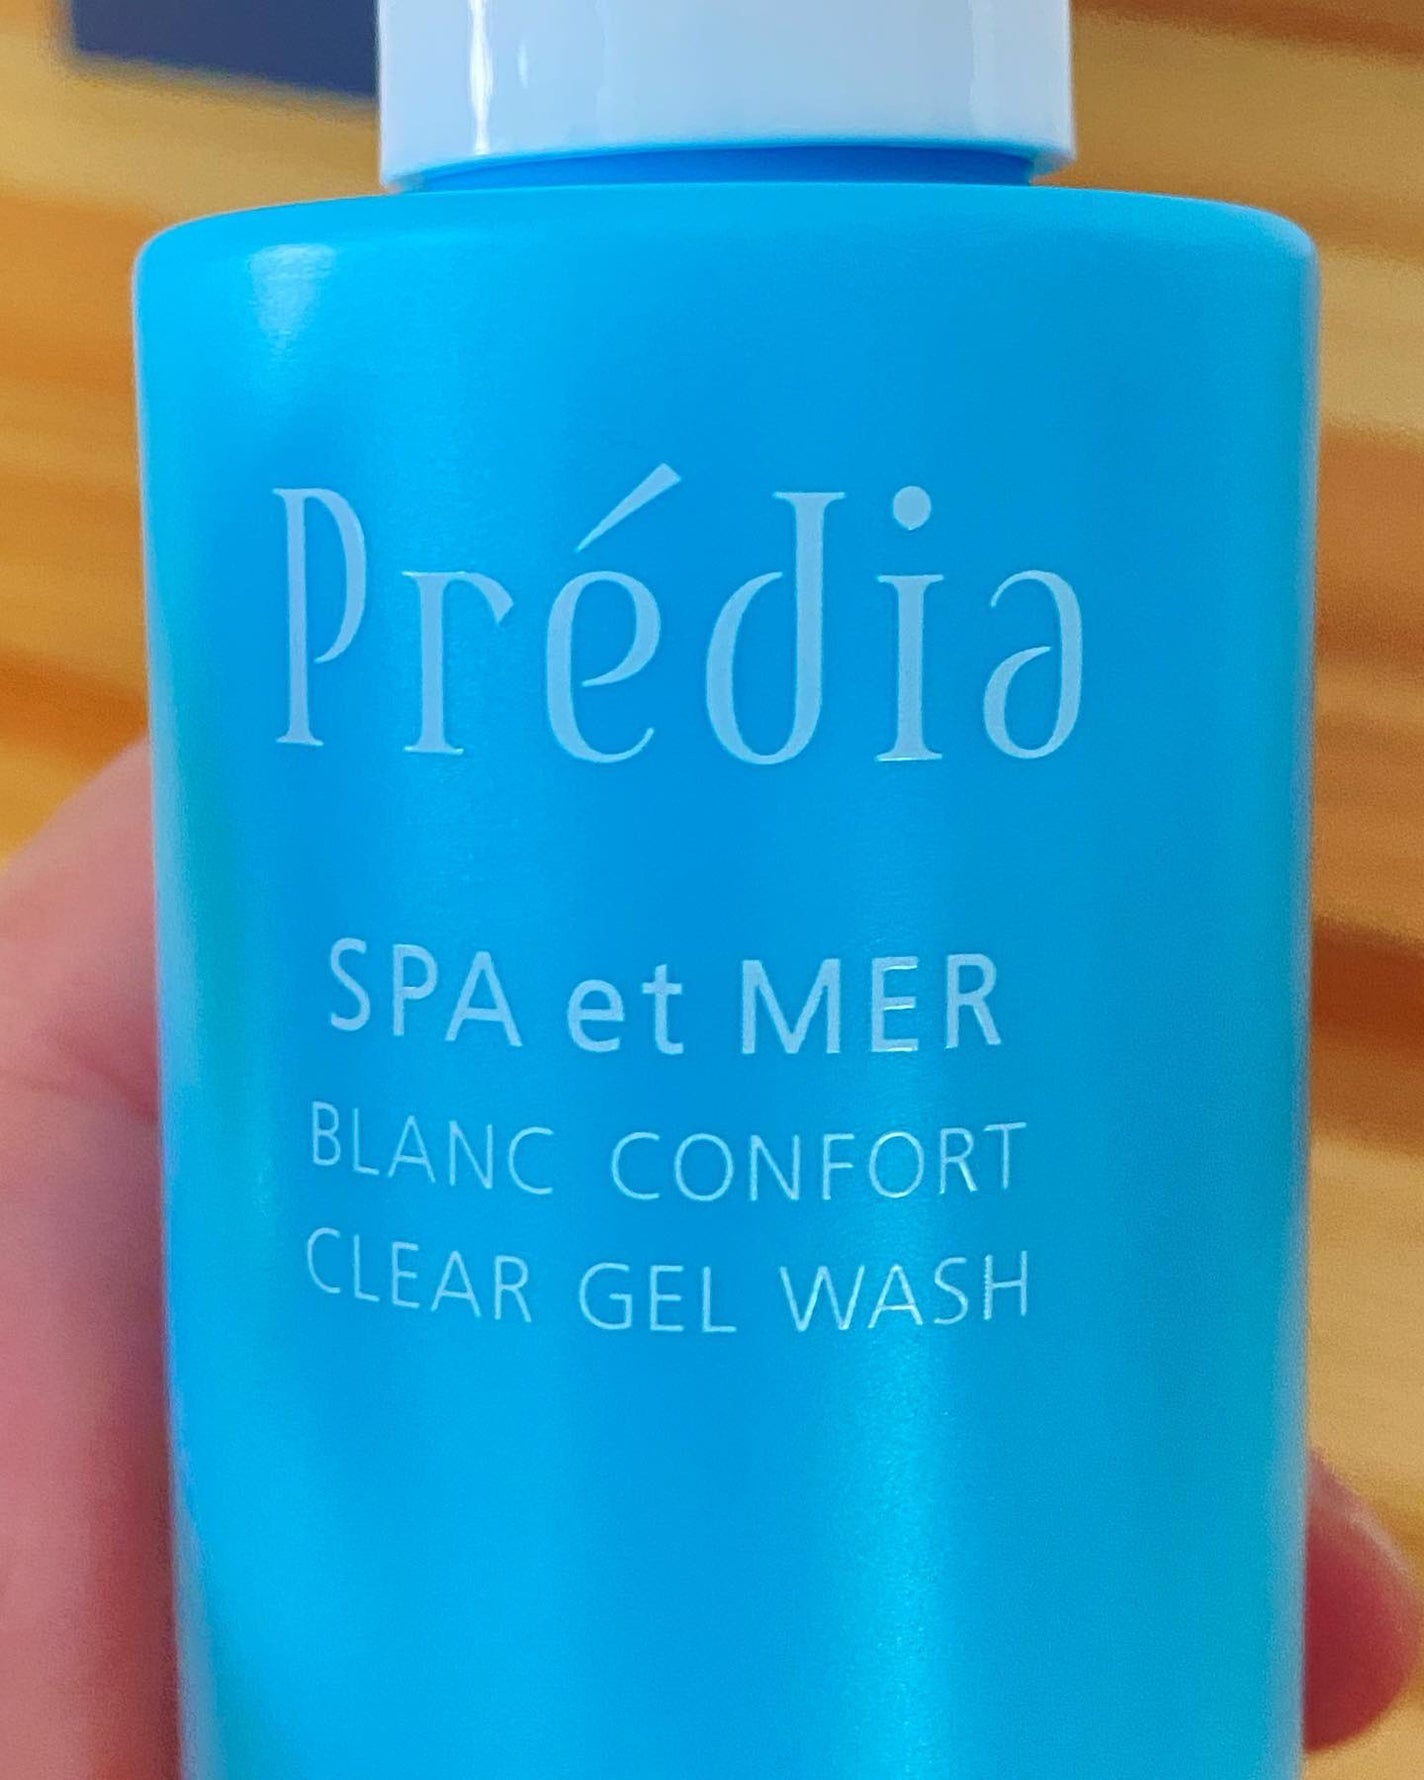 Prédia
SPA et MER
BLANC CONFORT
CLEAR GEL WASH